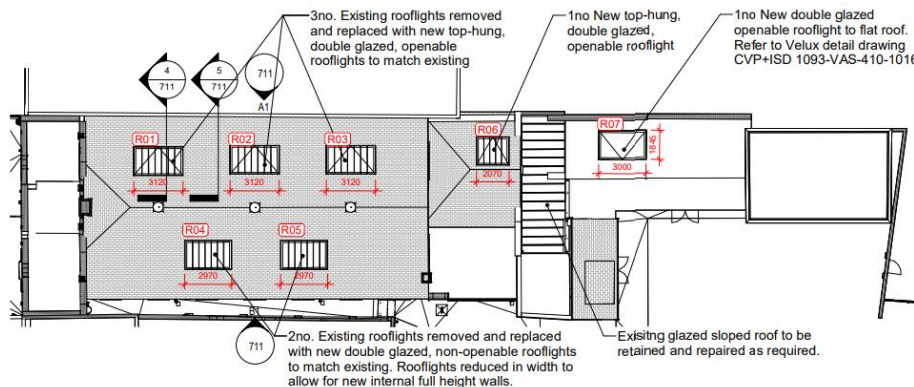 3no. Existing rooflights removed
and replaced with new top-hung,
double glazed, openable
rooflights to match existing
1no New top-hung,
double glazed,
openable rooflight
1no New double glazed
openable rooflight to flat roof.
Refer to Velux detail drawing
CVP+ISD 1093-VAS-410-1016
4
711
5
711
711
A1
R01
R02
R03
R06
R07
3120
3120
3120
2070
3000
1845
R04
R05
2970
2970
B1
711
2no. Existing rooflights removed and replaced
with new double glazed, non-openable rooflights
to match existing. Rooflights reduced in width to
allow for new internal full height walls.
Exisitng glazed sloped roof to be
retained and repaired as required.